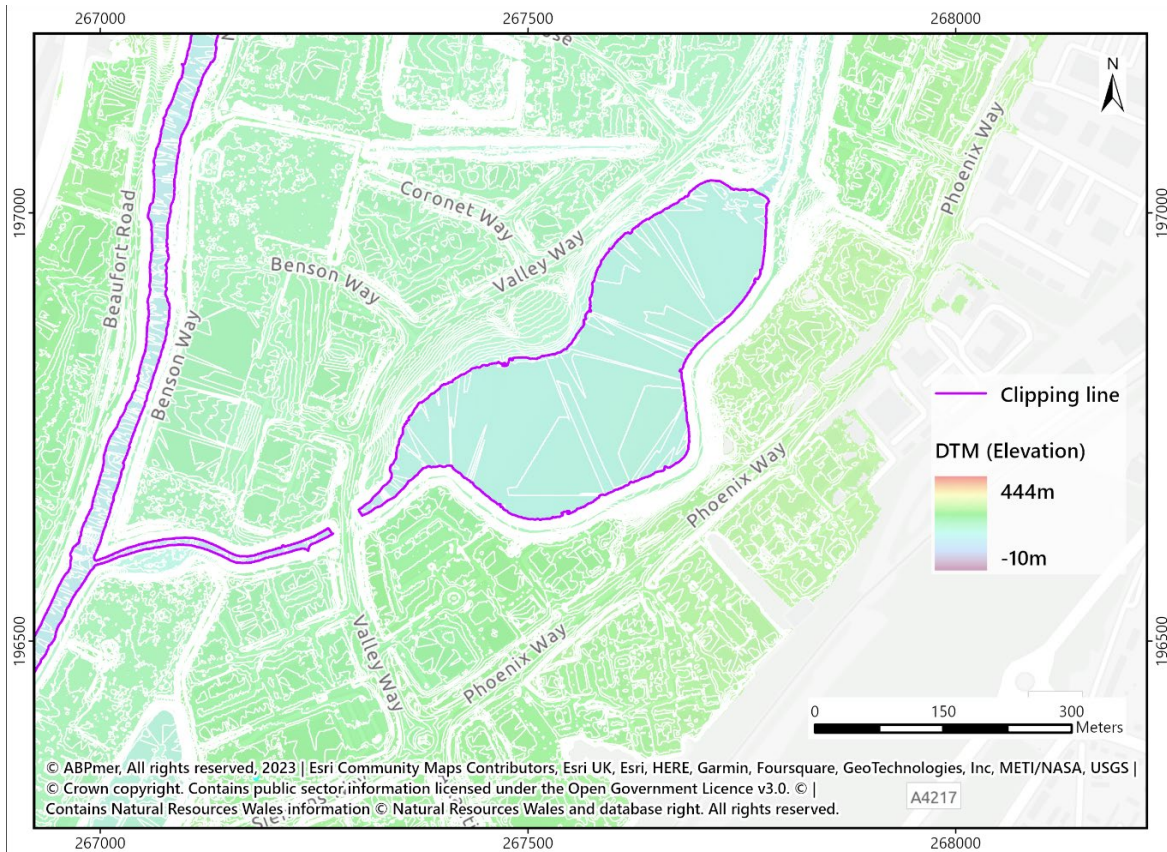 267000 267500 268000
N
ose
Phoenix Way
197000 197000
Coronet Way
Valley Way
Benson Way
Beaufort Road
Benson Way
Clipping line
DTM (Elevation)
444m
-10m
Phoenix Way
Phoenix Way
Valley Way
196500 196500
0 150 300
Meters
© ABPmer, All rights reserved, 2023 | Esri Community Maps Contributors, Esri UK, Esri, HERE, Garmin, Foursquare, GeoTechnologies, Inc, METI/NASA, USGS |
© Crown copyright. Contains public sector information licensed under the Open Government Licence v3.0. © |
Contains Natural Resources Wales information © Natural Resources Wales and database right. All rights reserved.
A4217
267000 267500 268000